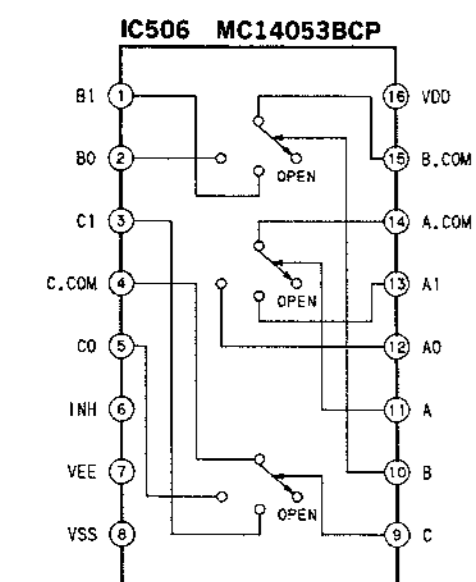 IC506 MC14053BCP
B1 1 16 VDD
B0 2 15 B.COM
OPEN
C1 3 14 A.COM
C.COM 4 13 A1
OPEN
C0 5 12 A0
INH 6 11 A
VEE 7 10 B
OPEN
VSS 8 9 C